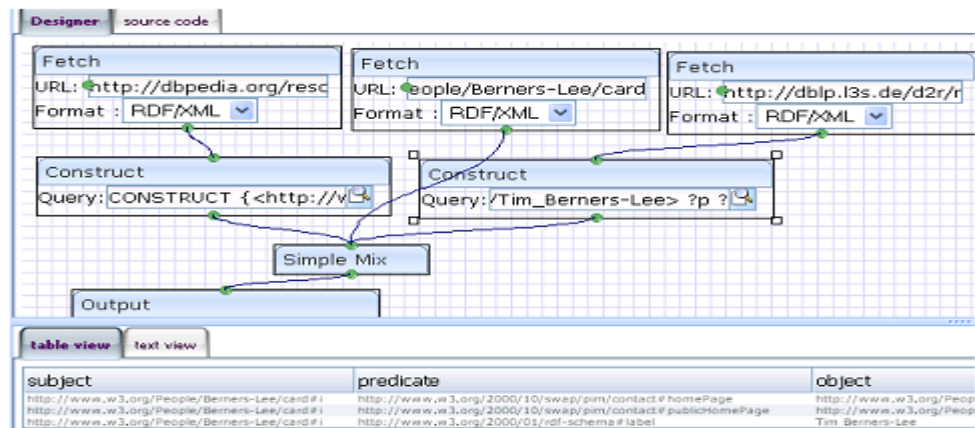 Designer source code
Fetch
URL: http://dbpedia.org/resc
Format : RDF/XML
Fetch
URL: eople/Berners-Lee/card
Format : RDF/XML
Fetch
URL: http://dblp.l3s.de/d2r/r
Format : RDF/XML
Construct
Query: CONSTRUCT {<http://v
Construct
Query: /Tim_Berners-Lee> ?p ?
Simple Mix
Output
table view text view
subject predicate object
http://www.w3.org/People/Berners-Lee/card#i http://www.w3.org/2000/10/swap/pim/contact#homePage http://www.w3.org/Peop
http://www.w3.org/People/Berners-Lee/card#i http://www.w3.org/2000/10/swap/pim/contact#publicHomePage http://www.w3.org/Peop
http://www.w3.org/People/Berners-Lee/card#i http://www.w3.org/2000/01/rdf-schema#label Tim Berners-Lee